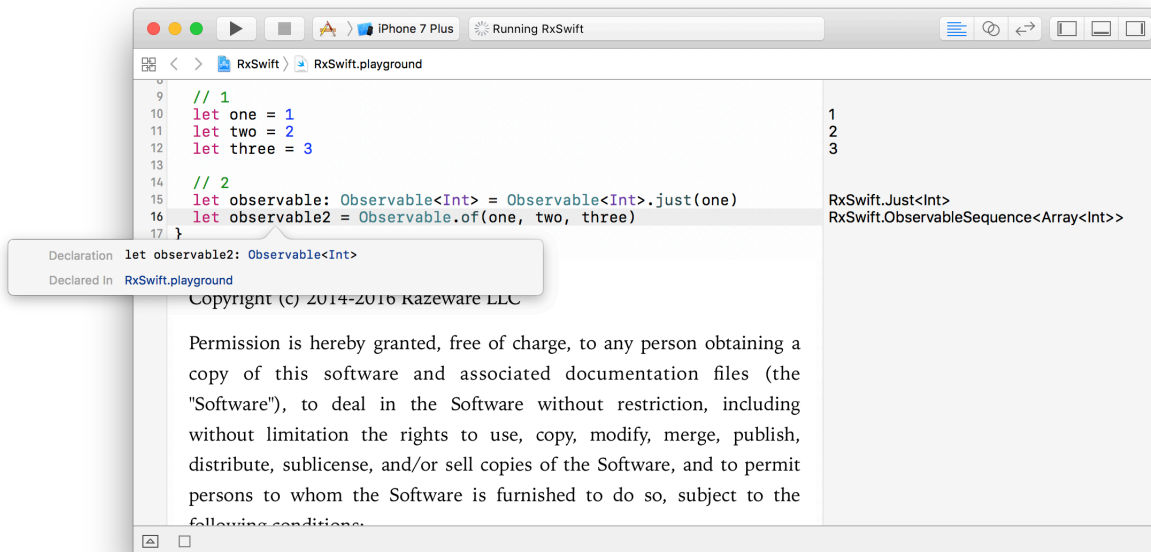 iPhone 7 Plus
Running RxSwift
RxSwift
RxSwift.playground
8
9 // 1
10 let one = 1 1
11 let two = 2 2
12 let three = 3 3
13
14 // 2
15 let observable: Observable<Int> = Observable<Int>.just(one) RxSwift.Just<Int>
16 let observable2 = Observable.of(one, two, three) RxSwift.ObservableSequence<Array<Int>>
17 }
Declaration let observable2: Observable<Int>
Declared In RxSwift.playground
Copyright (c) 2014-2016 Razeware LLC
Permission is hereby granted, free of charge, to any person obtaining a
copy of this software and associated documentation files (the
"Software"), to deal in the Software without restriction, including
without limitation the rights to use, copy, modify, merge, publish,
distribute, sublicense, and/or sell copies of the Software, and to permit
persons to whom the Software is furnished to do so, subject to the
following conditions: